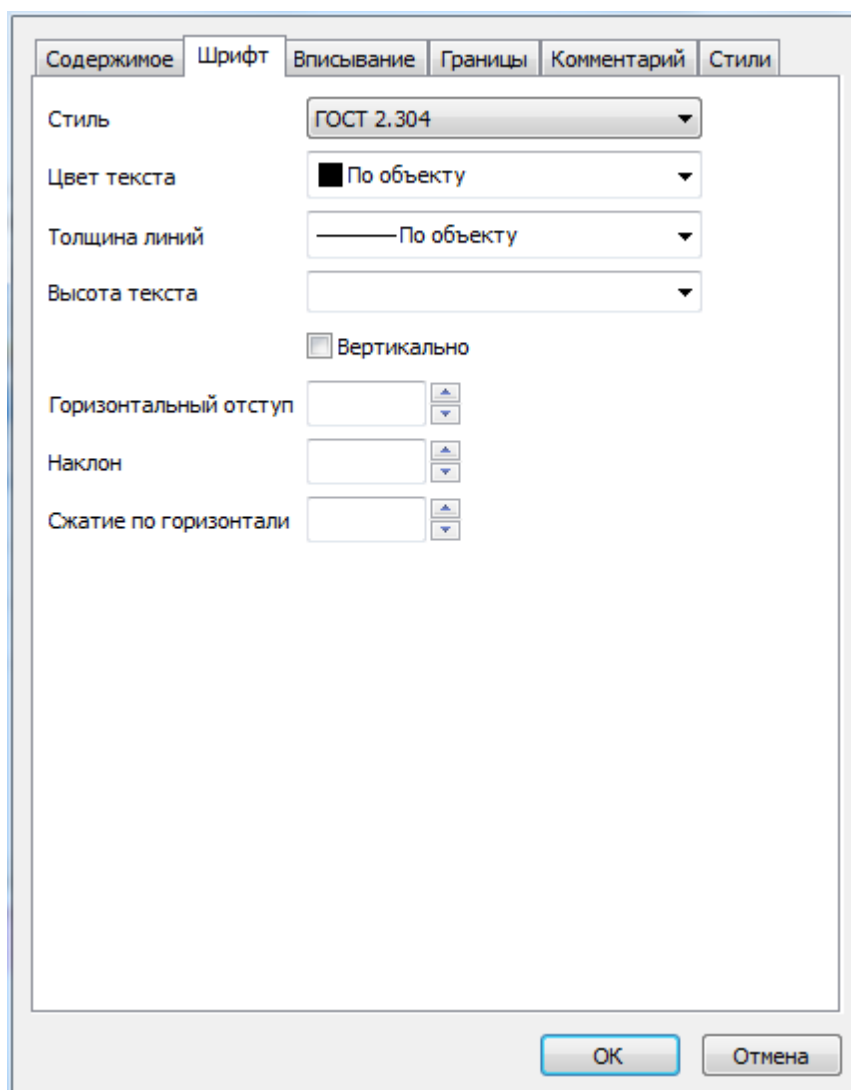 Содержимое Шрифт Вписывание Границы Комментарий Стили
Стиль ГОСТ 2.304
Цвет текста По объекту
Толщина линий По объекту
Высота текста
Вертикально
Горизонтальный отступ
Наклон
Сжатие по горизонтали
OK Отмена